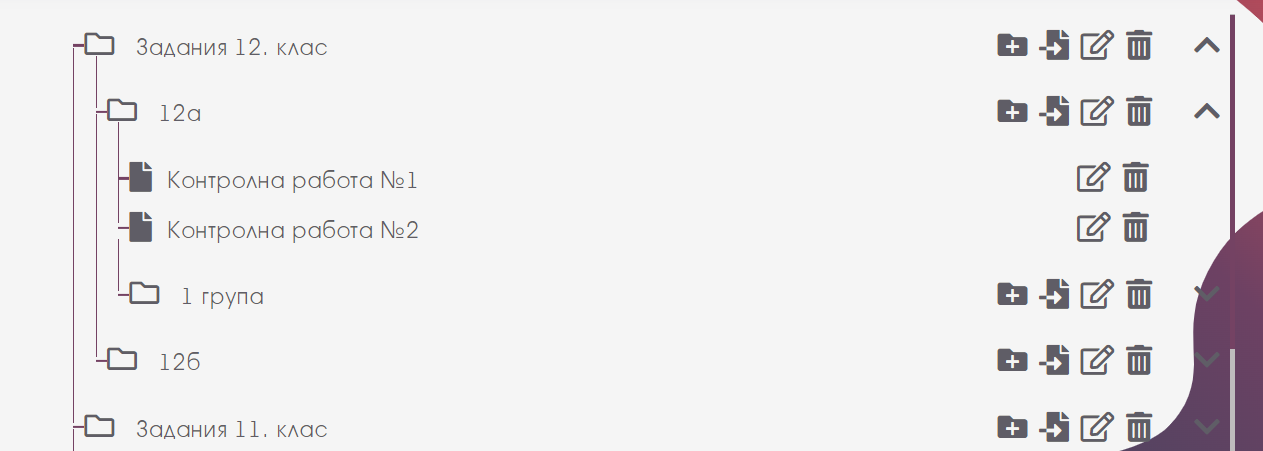 Задания 12. клас
12а
Контролна работа №1
Контролна работа №2
1 група
12б
Задания 11. клас